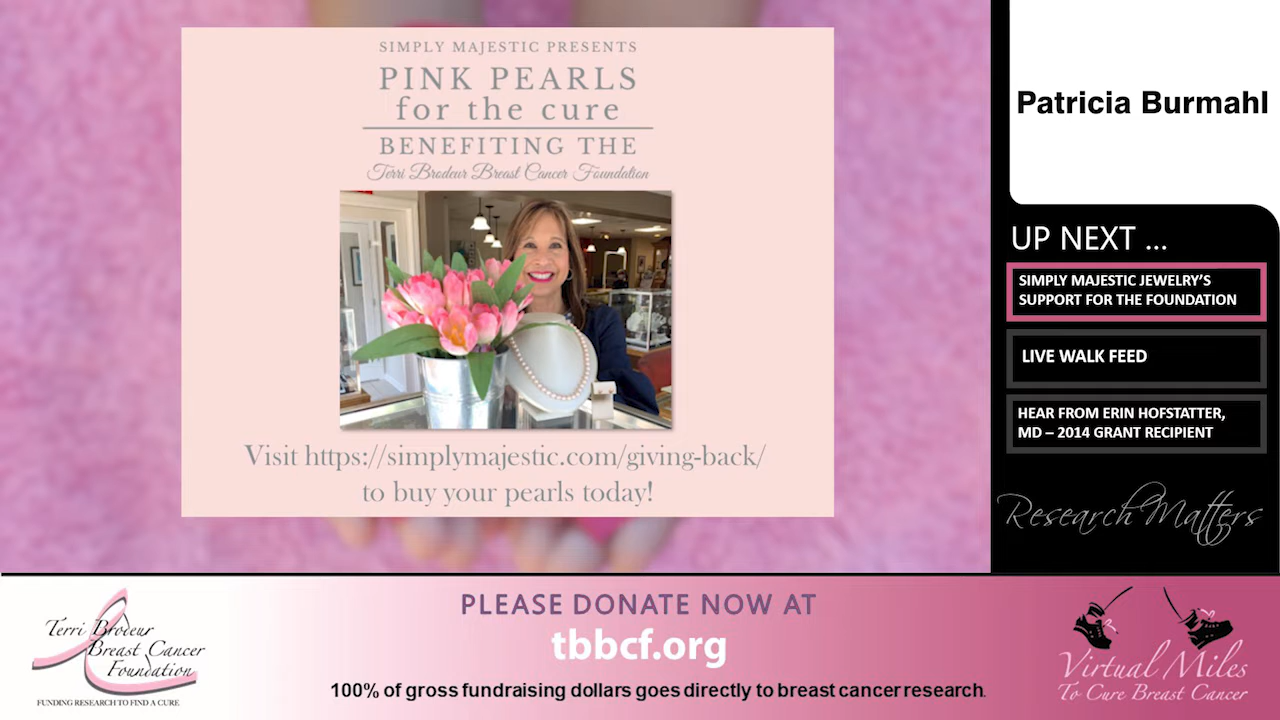 SIMPLY MAJESTIC PRESENTS
PINK PEARLS
for the cure
BENEFITING THE
Terri Brodeur Breast Cancer Foundation
Visit https://simplymajestic.com/giving-back/
to buy your pearls today!
Patricia Burmahl
UP NEXT ...
SIMPLY MAJESTIC JEWELRY'S
SUPPORT FOR THE FOUNDATION
LIVE WALK FEED
HEAR FROM ERIN HOFSTATTER,
MD – 2014 GRANT RECIPIENT
Research Matters
Terri Brodeur
Breast Cancer
Foundation
FUNDING RESEARCH TO FIND A CURE
PLEASE DONATE NOW AT
tbbcf.org
100% of gross fundraising dollars goes directly to breast cancer research.
Virtual Miles
To Cure Breast Cancer